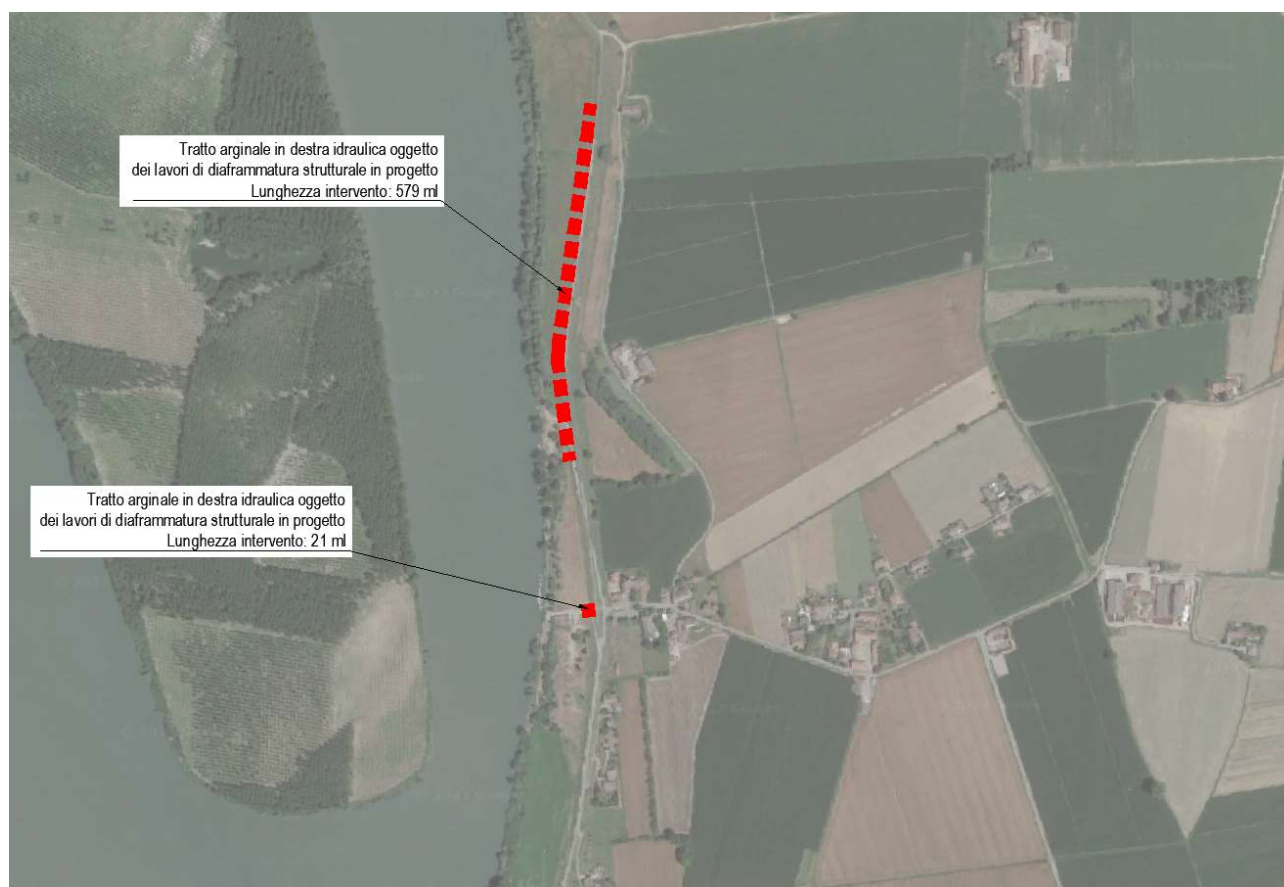 Tratto arginale in destra idraulica oggetto
dei lavori di diaframmatura strutturale in progetto
Lunghezza intervento: 579 ml
Tratto arginale in destra idraulica oggetto
dei lavori di diaframmatura strutturale in progetto
Lunghezza intervento: 21 ml